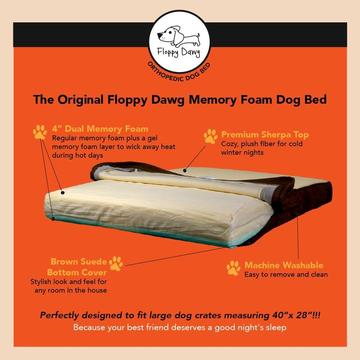 Floppy Dawg
ORTHOPEDIC DOG BED
The Original Floppy Dawg Memory Foam Dog Bed
4" Dual Memory Foam
Regular memory foam plus a gel
memory foam layer to wick away heat
during hot days
Premium Sherpa Top
Cozy, plush fiber for cold
winter nights
Brown Suede
Bottom Cover
Stylish look and feel for
any room in the house
Machine Washable
Easy to remove and clean
Perfectly designed to fit large dog crates measuring 40"x 28"!!!
Because your best friend deserves a good night's sleep